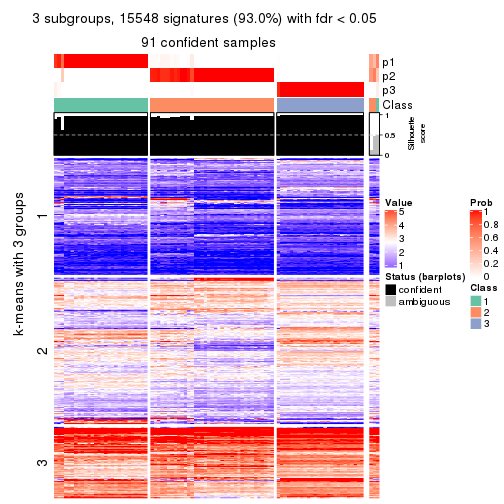 3 subgroups, 15548 signatures (93.0%) with fdr < 0.05
91 confident samples
p1
p2
p3
Class
1
0.5
0
Silhouette
score
k-means with 3 groups
1
2
3
Value
5
4
3
2
1
Status (barplots)
confident
ambiguous
Prob
1
0.8
0.6
0.4
0.2
0
Class
1
2
3